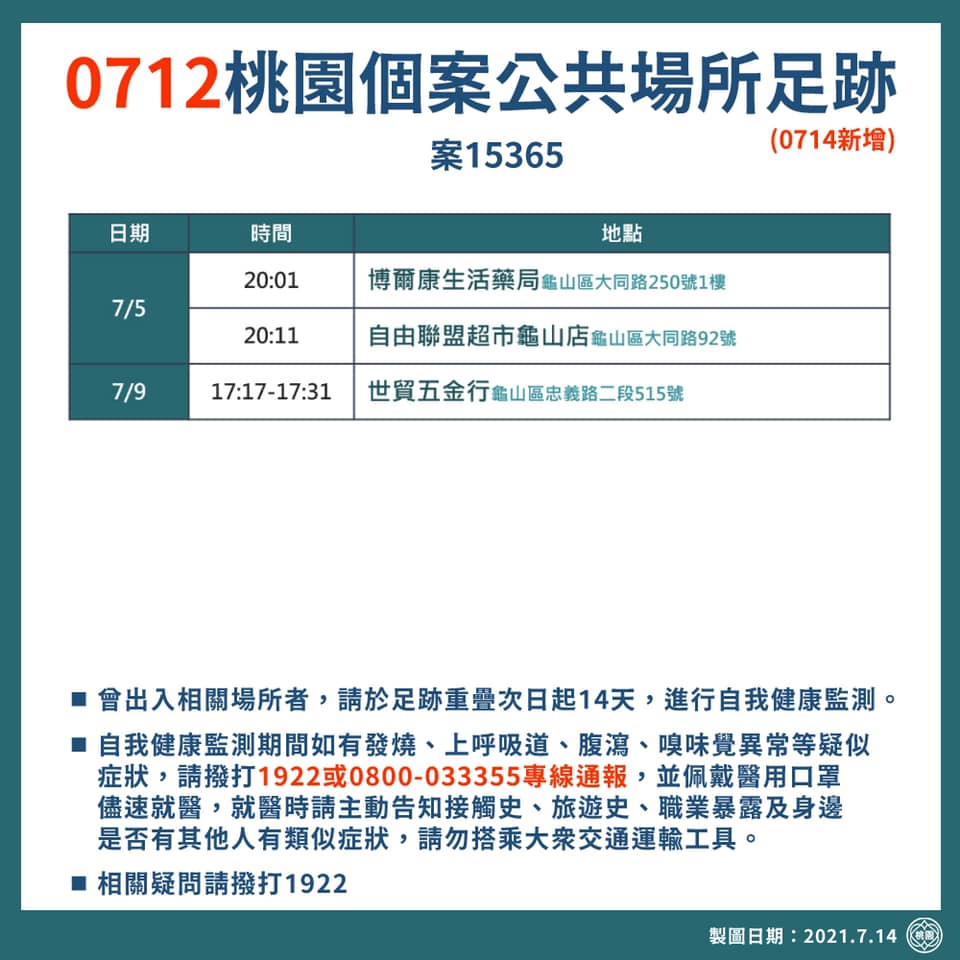 0712桃園個案公共場所足跡
(0714新增)
案15365
日期 時間 地點
7/5 20:01 博爾康生活藥局龜山區大同路250號1樓
20:11 自由聯盟超市龜山店龜山區大同路92號
7/9 17:17-17:31 世貿五金行龜山區忠義路二段515號
■ 曾出入相關場所者，請於足跡重疊次日起14天，進行自我健康監測。
■ 自我健康監測期間如有發燒、上呼吸道、腹瀉、嗅味覺異常等疑似
症狀，請撥打1922或0800-033355專線通報，並佩戴醫用口罩
儘速就醫，就醫時請主動告知接觸史、旅遊史、職業暴露及身邊
是否有其他人有類似症狀，請勿搭乘大眾交通運輸工具。
■ 相關疑問請撥打1922
製圖日期：2021.7.14 桃園